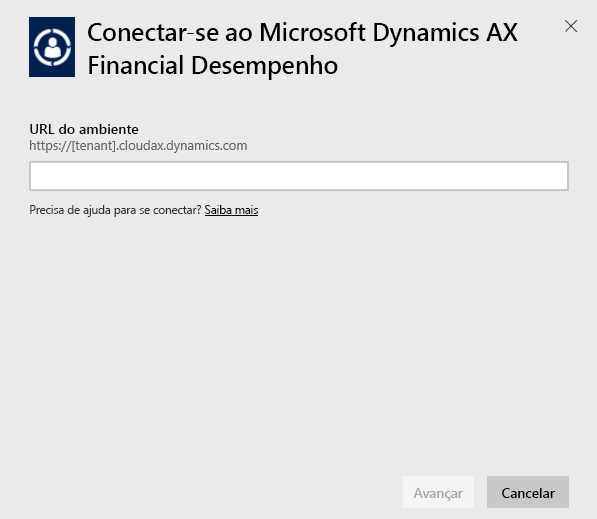 Conectar-se ao Microsoft Dynamics AX
Financial Desempenho
URL do ambiente
https://[tenant].cloudax.dynamics.com
Precisa de ajuda para se conectar? Saiba mais
Avançar
Cancelar